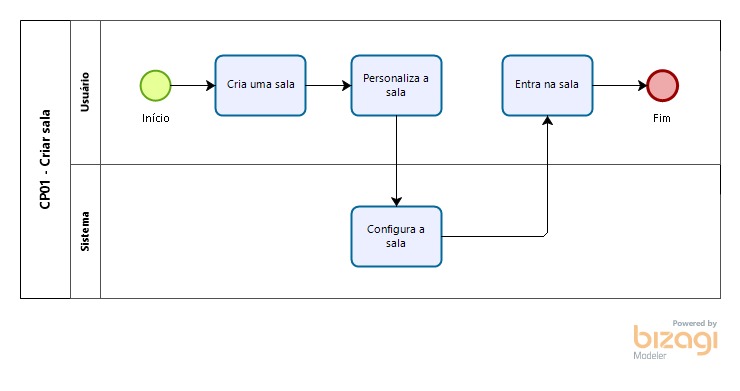 CP01 - Criar sala
Usuário
Início
Cria uma sala
Personaliza a
sala
Entra na sala
Fim
Sistema
Configura a
sala
Powered by
bizagi
Modeler